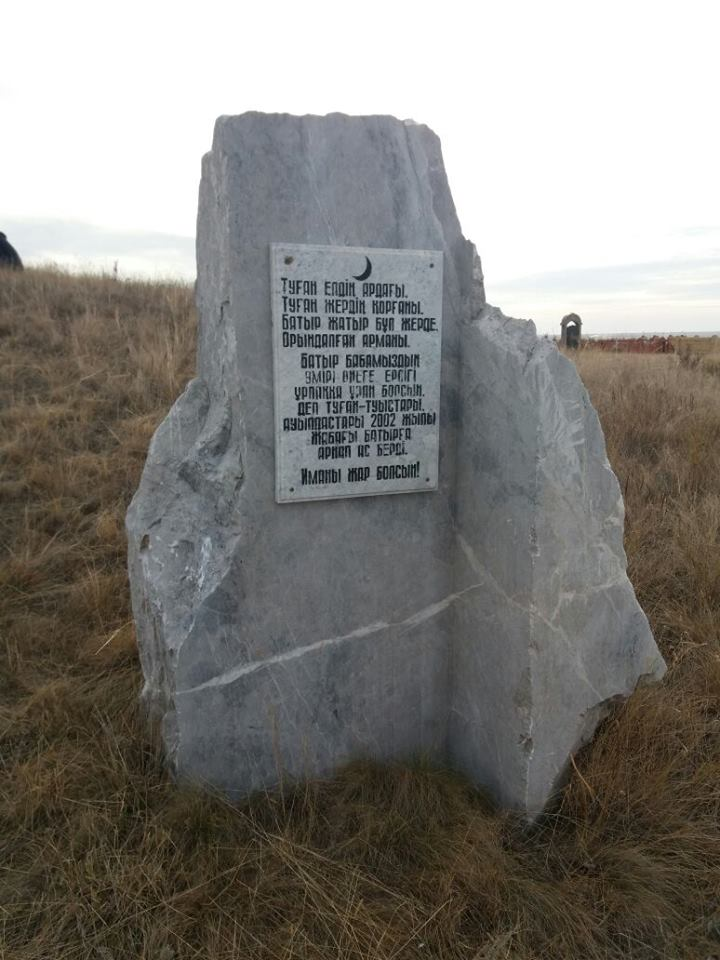 Туған елдің ардағы,
Туған жердің қорғаны,
Батыр жатыр бұл жерде,
Орындалған арманы.
Батыр бабамыздың
өмірі өнеге ерлігі
ұрпаққа ұран болсын,
деп туған-туыстары,
ауылдастары 2002 жылы
Жабағы батырға
арнап ас берді.
Иманы жар болсын!